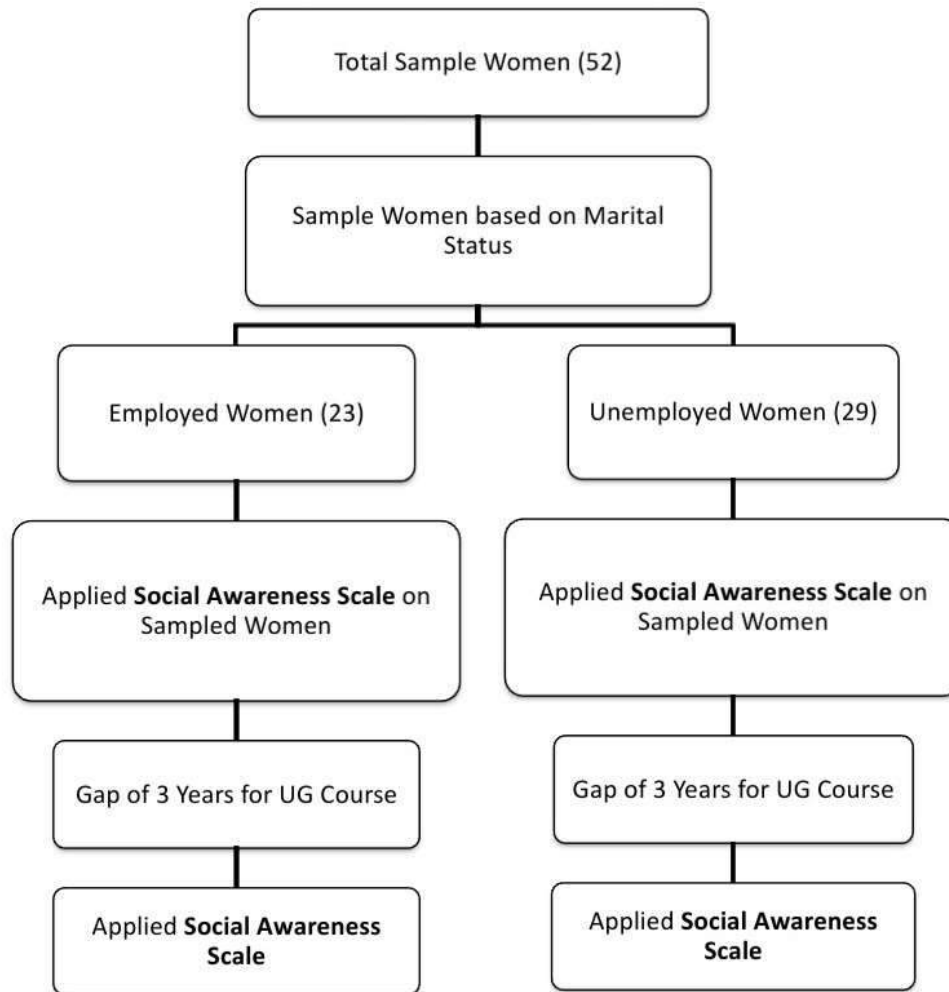 Total Sample Women (52)
Sample Women based on Marital
Status
Employed Women (23)
Unemployed Women (29)
Applied Social Awareness Scale on
Sampled Women
Applied Social Awareness Scale on
Sampled Women
Gap of 3 Years for UG Course
Gap of 3 Years for UG Course
Applied Social Awareness
Scale
Applied Social Awareness
Scale